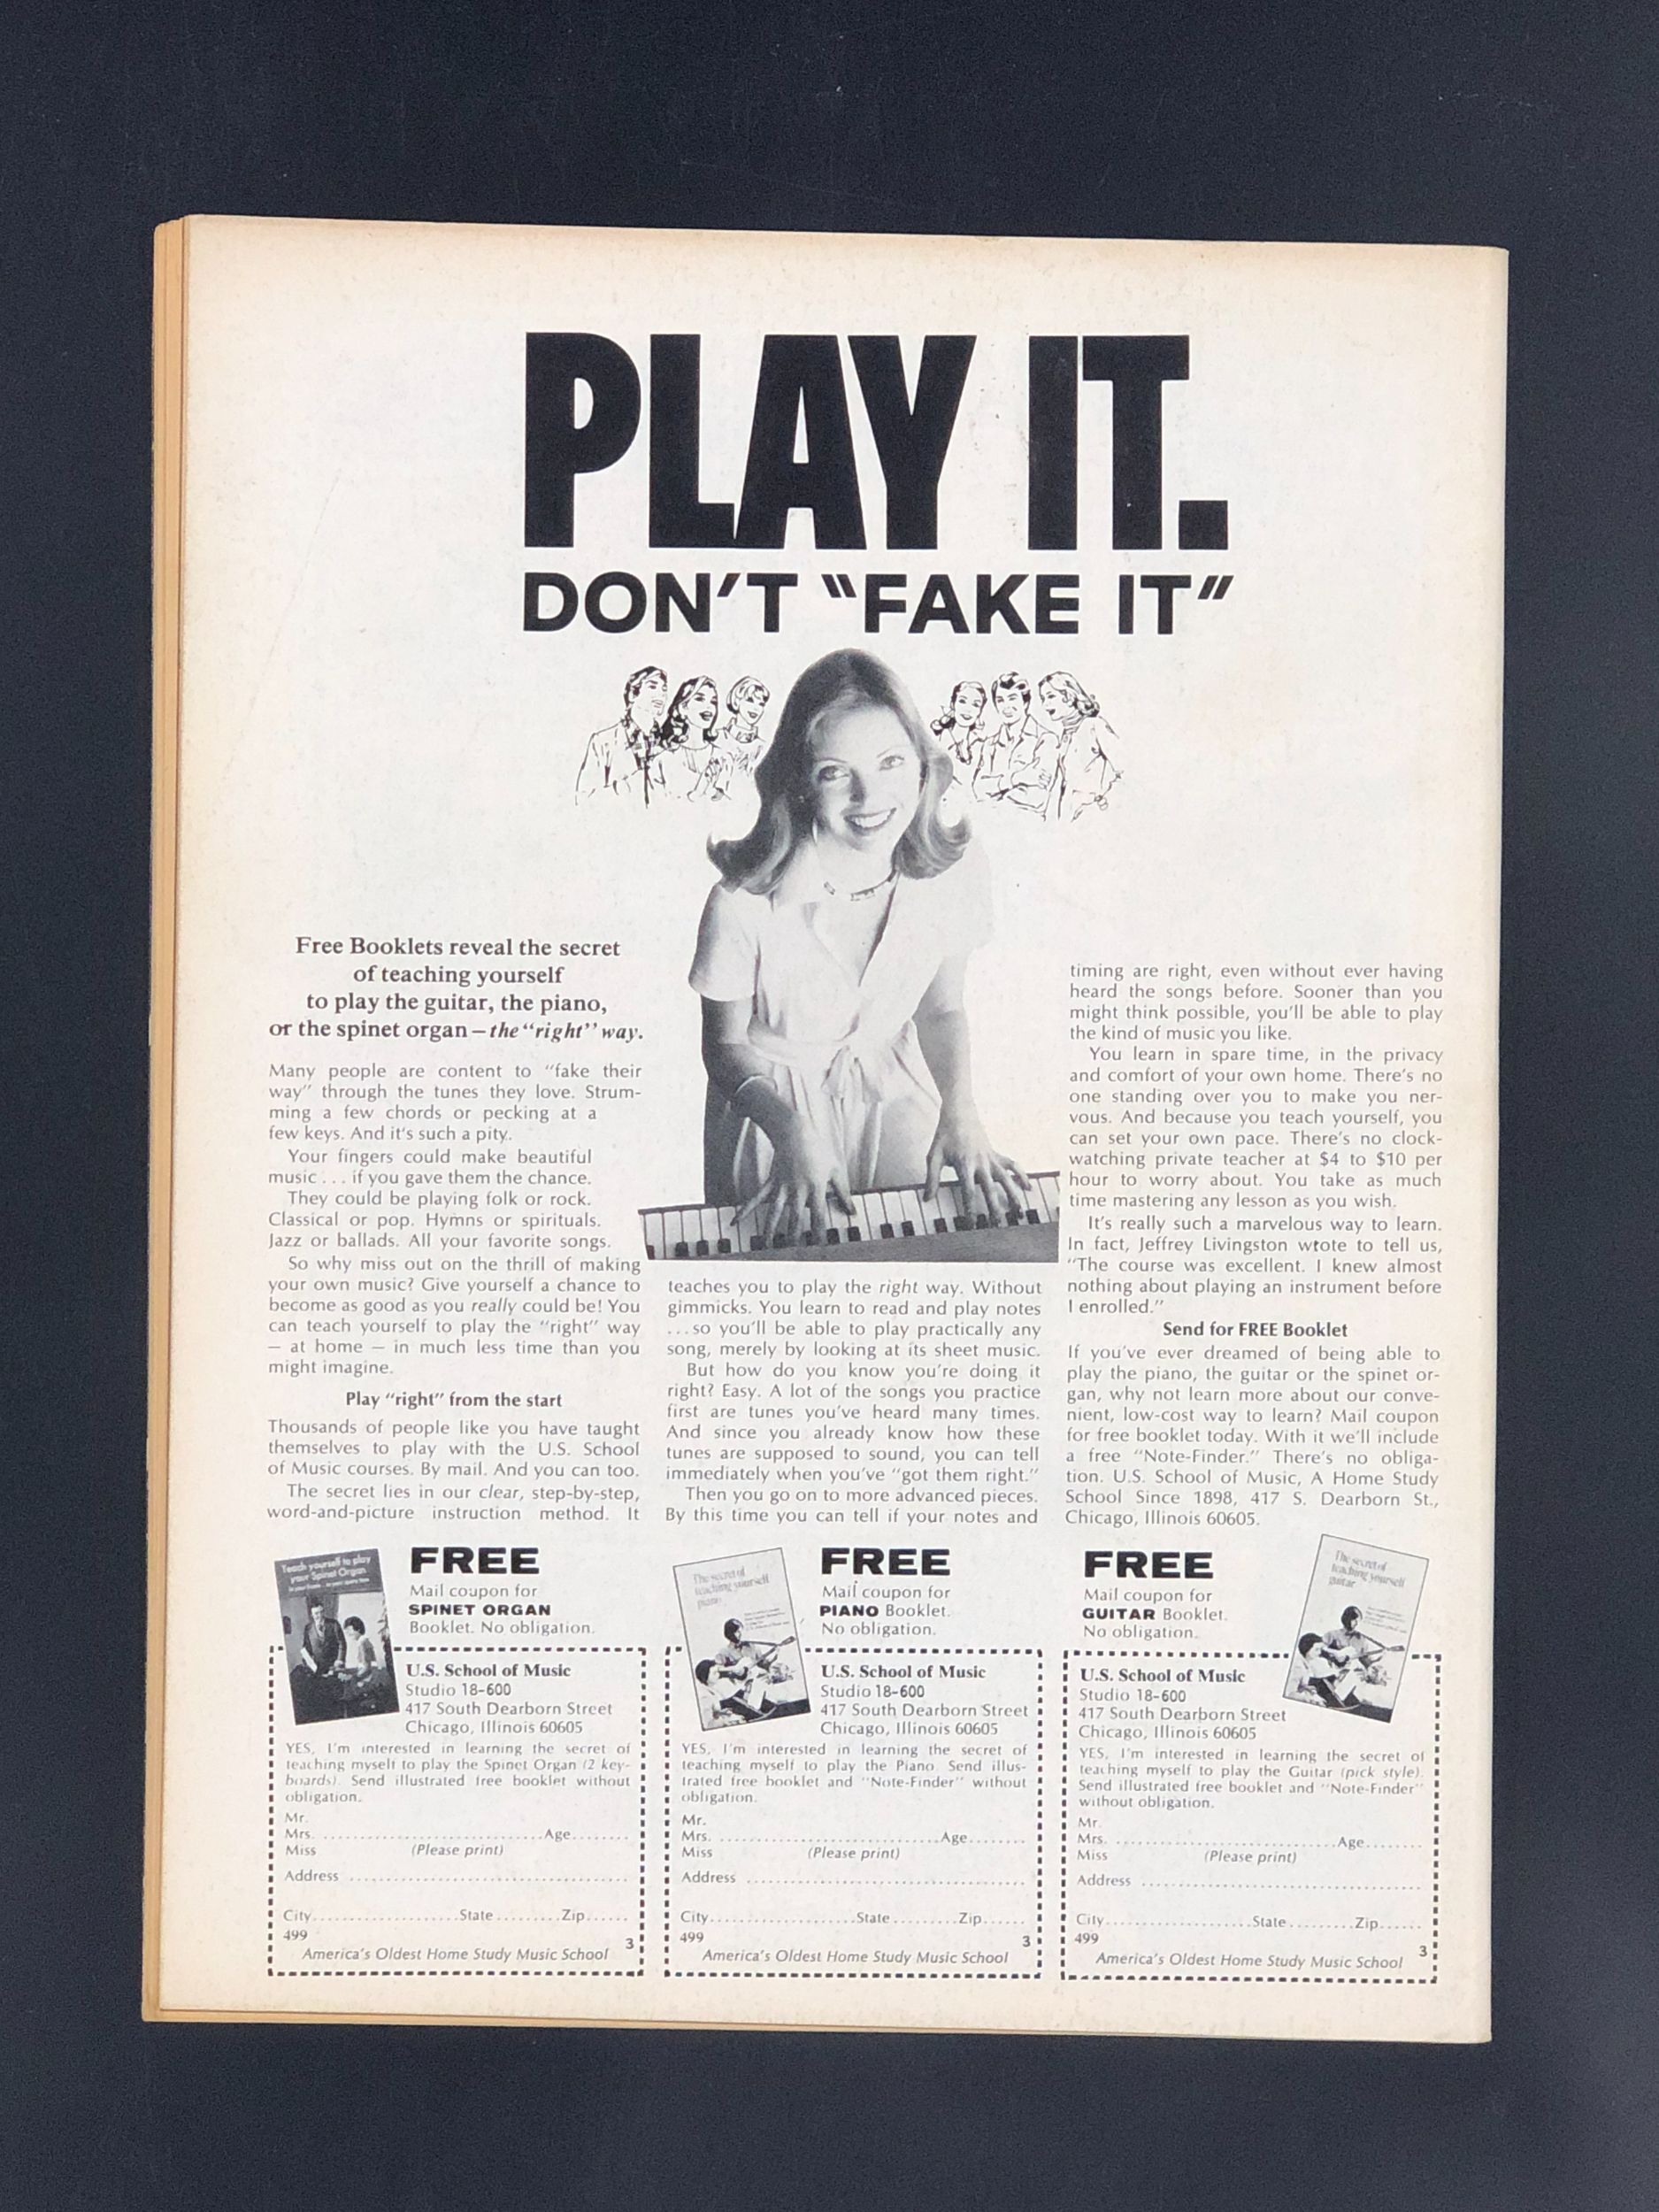 PLAY IT.
DON'T "FAKE IT"
Free Booklets reveal the secret
of teaching yourself
to play the guitar, the piano,
or the spinet organ – the "right" way.
Many people are content to "fake their
way" through the tunes they love. Strum-
ming a few chords or pecking at a
few keys. And it's such a pity.
Your fingers could make beautiful
music . . . if you gave them the chance.
They could be playing folk or rock.
Classical or pop. Hymns or spirituals.
Jazz or ballads. All your favorite songs.
So why miss out on the thrill of making
your own music? Give yourself a chance to
become as good as you really could be! You
can teach yourself to play the "right" way
— at home — in much less time than you
might imagine.
Play "right" from the start
Thousands of people like you have taught
themselves to play with the U.S. School
of Music courses. By mail. And you can too.
The secret lies in our clear, step-by-step,
word-and-picture instruction method. It
teaches you to play the right way. Without
gimmicks. You learn to read and play notes
. . . so you'll be able to play practically any
song, merely by looking at its sheet music.
But how do you know you're doing it
right? Easy. A lot of the songs you practice
first are tunes you've heard many times.
And since you already know how these
tunes are supposed to sound, you can tell
immediately when you've "got them right."
Then you go on to more advanced pieces.
By this time you can tell if your notes and
timing are right, even without ever having
heard the songs before. Sooner than you
might think possible, you'll be able to play
the kind of music you like.
You learn in spare time, in the privacy
and comfort of your own home. There's no
one standing over you to make you ner-
vous. And because you teach yourself, you
can set your own pace. There's no clock-
watching private teacher at $4 to $10 per
hour to worry about. You take as much
time mastering any lesson as you wish.
It's really such a marvelous way to learn.
In fact, Jeffrey Livingston wrote to tell us,
"The course was excellent. I knew almost
nothing about playing an instrument before
I enrolled."
Send for FREE Booklet
If you've ever dreamed of being able to
play the piano, the guitar or the spinet or-
gan, why not learn more about our conve-
nient, low-cost way to learn? Mail coupon
for free booklet today. With it we'll include
a free "Note-Finder." There's no obliga-
tion. U.S. School of Music, A Home Study
School Since 1898, 417 S. Dearborn St.,
Chicago, Illinois 60605.
Teach yourself to play
your Spinet Organ
FREE
Mail coupon for
SPINET ORGAN
Booklet. No obligation.
U.S. School of Music
Studio 18-600
417 South Dearborn Street
Chicago, Illinois 60605
YES, I'm interested in learning the secret of
teaching myself to play the Spinet Organ (2 key-
boards). Send illustrated free booklet without
obligation.
Mr.
Mrs. ........................................ Age........
Miss (Please print)
Address ........................................
City........................State..........Zip......
499 3
America's Oldest Home Study Music School
The secret of
teaching yourself
piano
FREE
Mail coupon for
PIANO Booklet.
No obligation.
U.S. School of Music
Studio 18-600
417 South Dearborn Street
Chicago, Illinois 60605
YES, I'm interested in learning the secret of
teaching myself to play the Piano. Send illus-
trated free booklet and "Note-Finder" without
obligation.
Mr.
Mrs. ........................................ Age........
Miss (Please print)
Address ........................................
City........................State..........Zip......
499 3
America's Oldest Home Study Music School
FREE
Mail coupon for
GUITAR Booklet.
No obligation.
The secret of
teaching yourself
guitar
U.S. School of Music
Studio 18-600
417 South Dearborn Street
Chicago, Illinois 60605
YES, I'm interested in learning the secret of
teaching myself to play the Guitar (pick style).
Send illustrated free booklet and "Note-Finder"
without obligation.
Mr.
Mrs. ........................................ Age........
Miss (Please print)
Address ........................................
City........................State..........Zip......
499 3
America's Oldest Home Study Music School